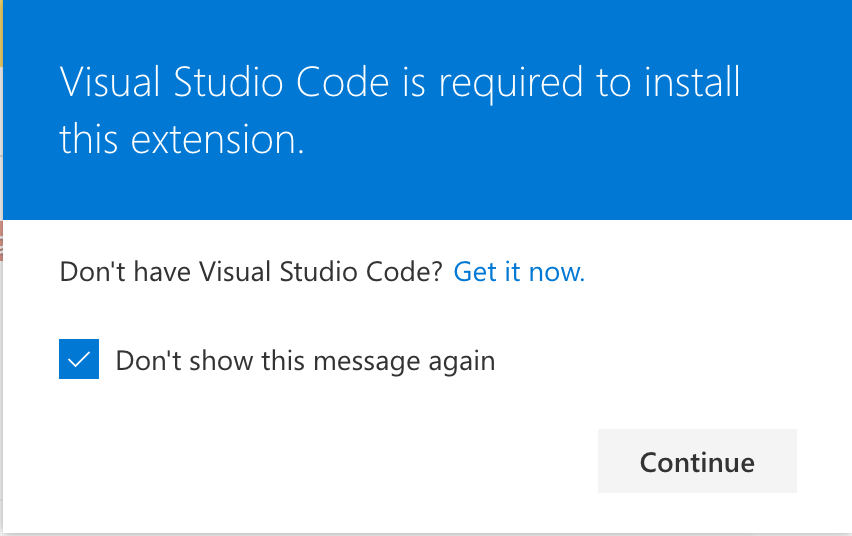 Visual Studio Code is required to install
this extension.
Don't have Visual Studio Code? Get it now.
Don't show this message again
Continue